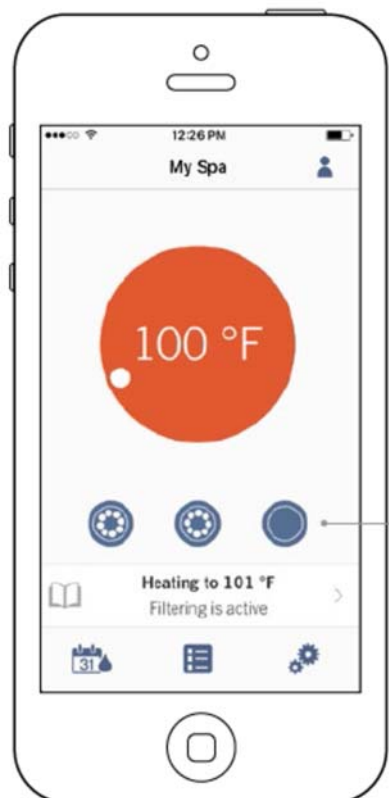 12:26 PM
My Spa
100 °F
Heating to 101 °F
Filtering is active
31